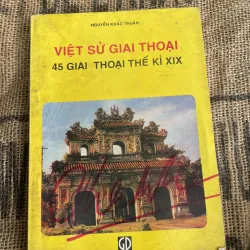 NGUYỄN KHẮC THUẦN
VIỆT SỬ GIAI THOẠI
45 GIAI THOẠI THẾ KỈ XIX
GD